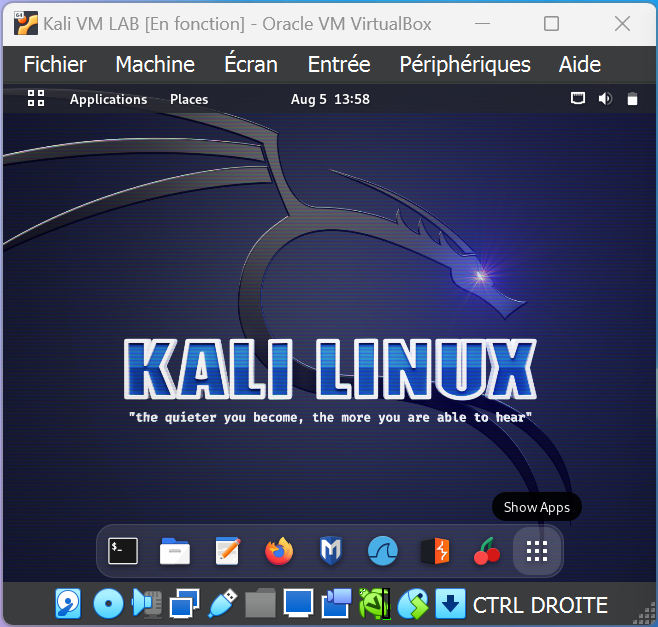 Kali VM LAB [En fonction] - Oracle VM VirtualBox
Fichier Machine Écran Entrée Périphériques Aide
Applications Places Aug 5 13:58
KALI LINUX
"the quieter you become, the more you are able to hear"
Show Apps
$-
CTRL DROITE